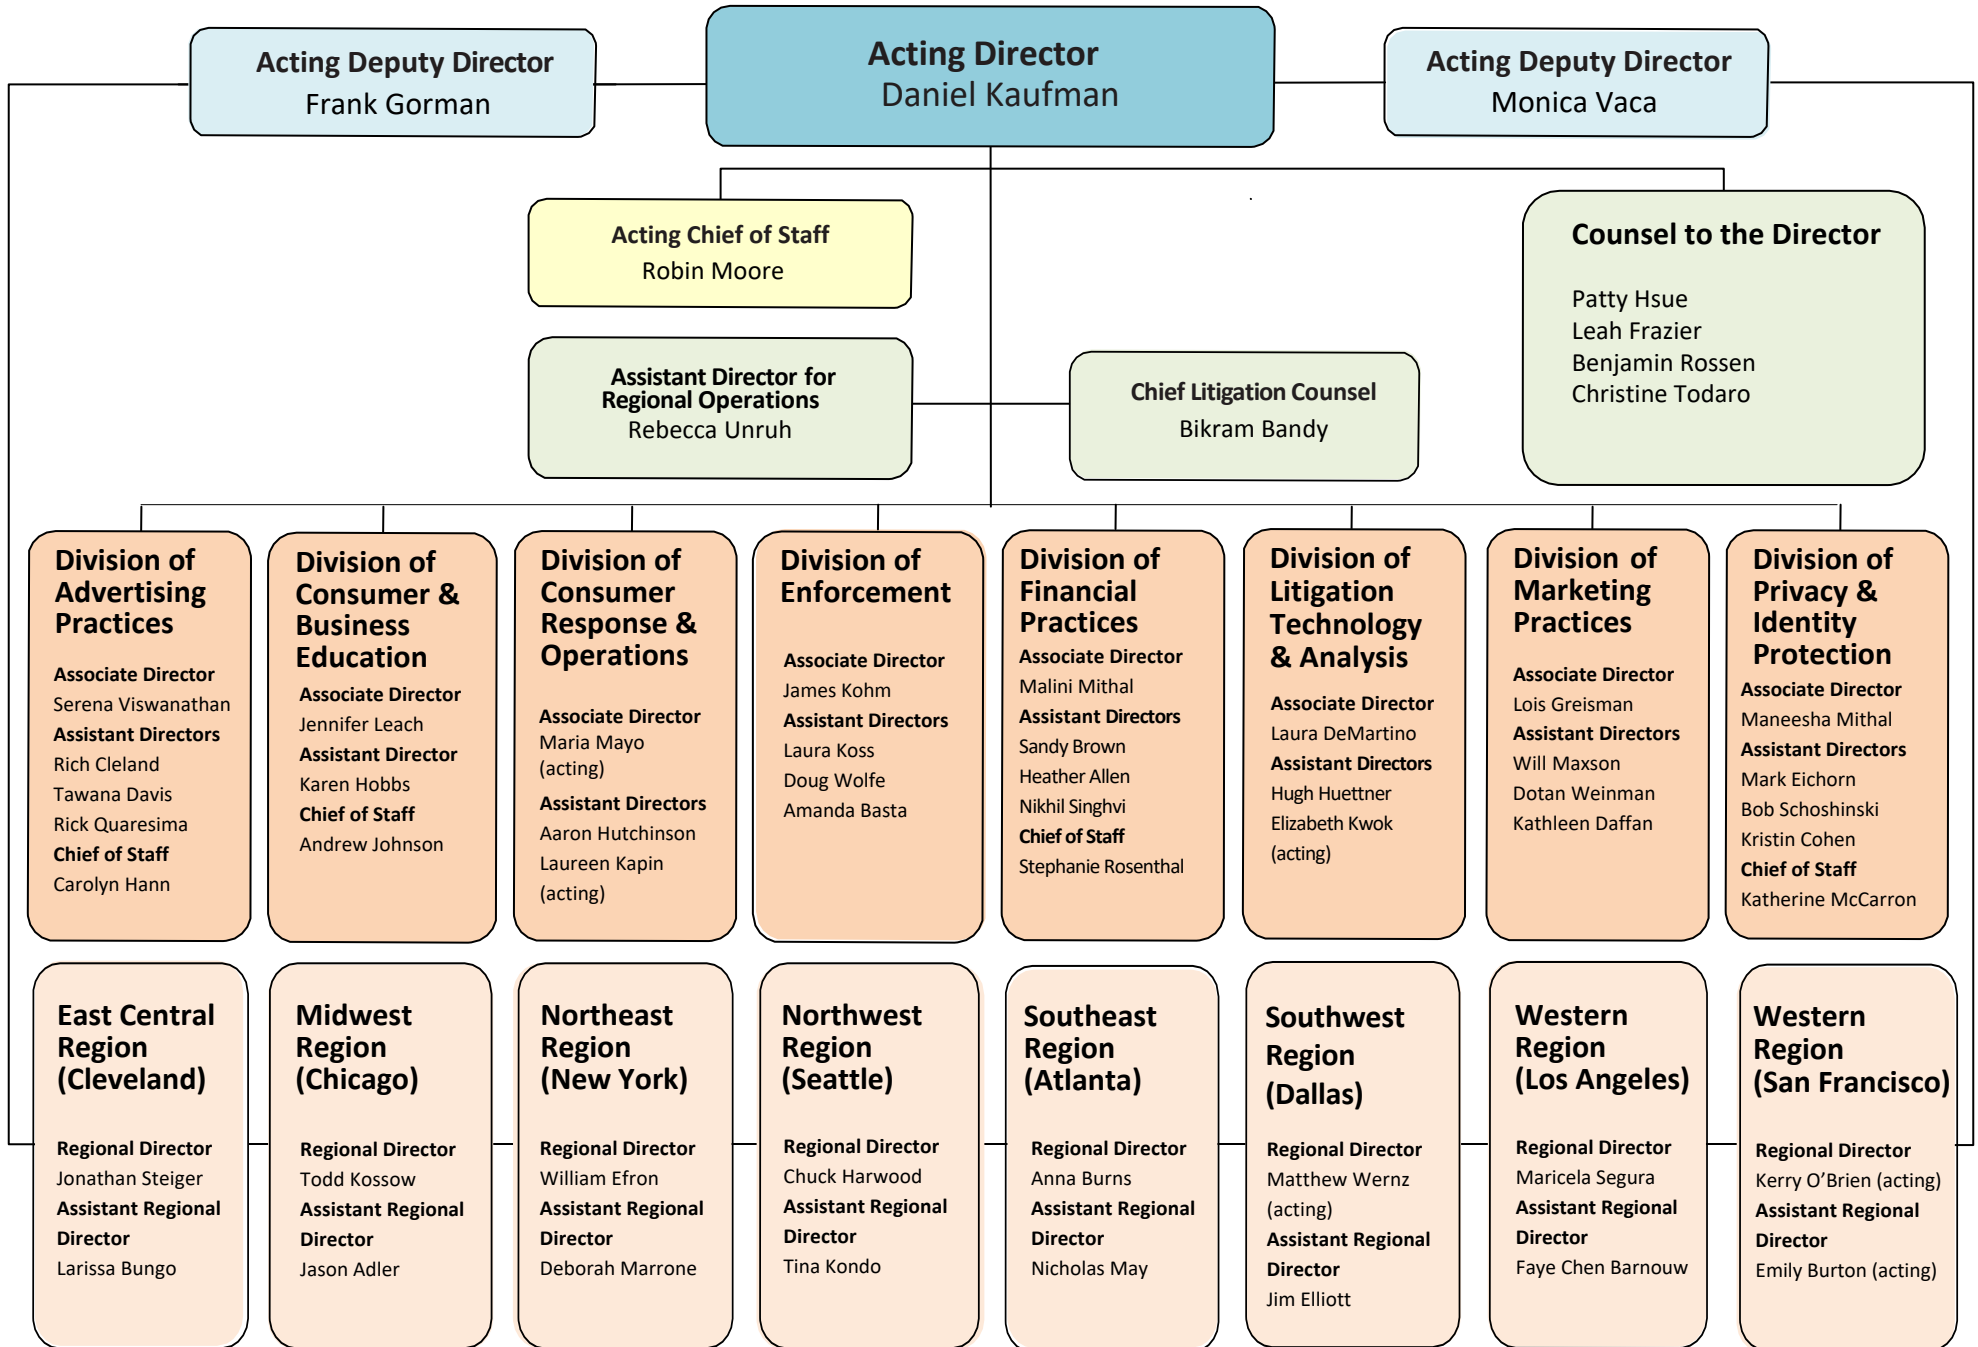 Acting Deputy Director
Frank Gorman
Acting Director
Daniel Kaufman
Acting Deputy Director
Monica Vaca
Acting Chief of Staff
Robin Moore
Counsel to the Director
Patty Hsue
Leah Frazier
Benjamin Rossen
Christine Todaro
Assistant Director for
Regional Operations
Rebecca Unruh
Chief Litigation Counsel
Bikram Bandy
Division of
Advertising
Practices
Associate Director
Serena Viswanathan
Assistant Directors
Rich Cleland
Tawana Davis
Rick Quaresima
Chief of Staff
Carolyn Hann
Division of
Consumer &
Business
Education
Associate Director
Jennifer Leach
Assistant Director
Karen Hobbs
Chief of Staff
Andrew Johnson
Division of
Consumer
Response &
Operations
Associate Director
Maria Mayo
(acting)
Assistant Directors
Aaron Hutchinson
Laureen Kapin
(acting)
Division of
Enforcement
Associate Director
James Kohm
Assistant Directors
Laura Koss
Doug Wolfe
Amanda Basta
Division of
Financial
Practices
Associate Director
Malini Mithal
Assistant Directors
Sandy Brown
Heather Allen
Nikhil Singhvi
Chief of Staff
Stephanie Rosenthal
Division of
Litigation
Technology
& Analysis
Associate Director
Laura DeMartino
Assistant Directors
Hugh Huettner
Elizabeth Kwok
(acting)
Division of
Marketing
Practices
Associate Director
Lois Greisman
Assistant Directors
Will Maxson
Dotan Weinman
Kathleen Daffan
Division of
Privacy &
Identity
Protection
Associate Director
Maneesha Mithal
Assistant Directors
Mark Eichorn
Bob Schoshinski
Kristin Cohen
Chief of Staff
Katherine McCarron
East Central
Region
(Cleveland)
Regional Director
Jonathan Steiger
Assistant Regional
Director
Larissa Bungo
Midwest
Region
(Chicago)
Regional Director
Todd Kossow
Assistant Regional
Director
Jason Adler
Northeast
Region
(New York)
Regional Director
William Efron
Assistant Regional
Director
Deborah Marrone
Northwest
Region
(Seattle)
Regional Director
Chuck Harwood
Assistant Regional
Director
Tina Kondo
Southeast
Region
(Atlanta)
Regional Director
Anna Burns
Assistant Regional
Director
Nicholas May
Southwest
Region
(Dallas)
Regional Director
Matthew Wernz
(acting)
Assistant Regional
Director
Jim Elliott
Western
Region
(Los Angeles)
Regional Director
Maricela Segura
Assistant Regional
Director
Faye Chen Barnouw
Western
Region
(San Francisco)
Regional Director
Kerry O’Brien (acting)
Assistant Regional
Director
Emily Burton (acting)